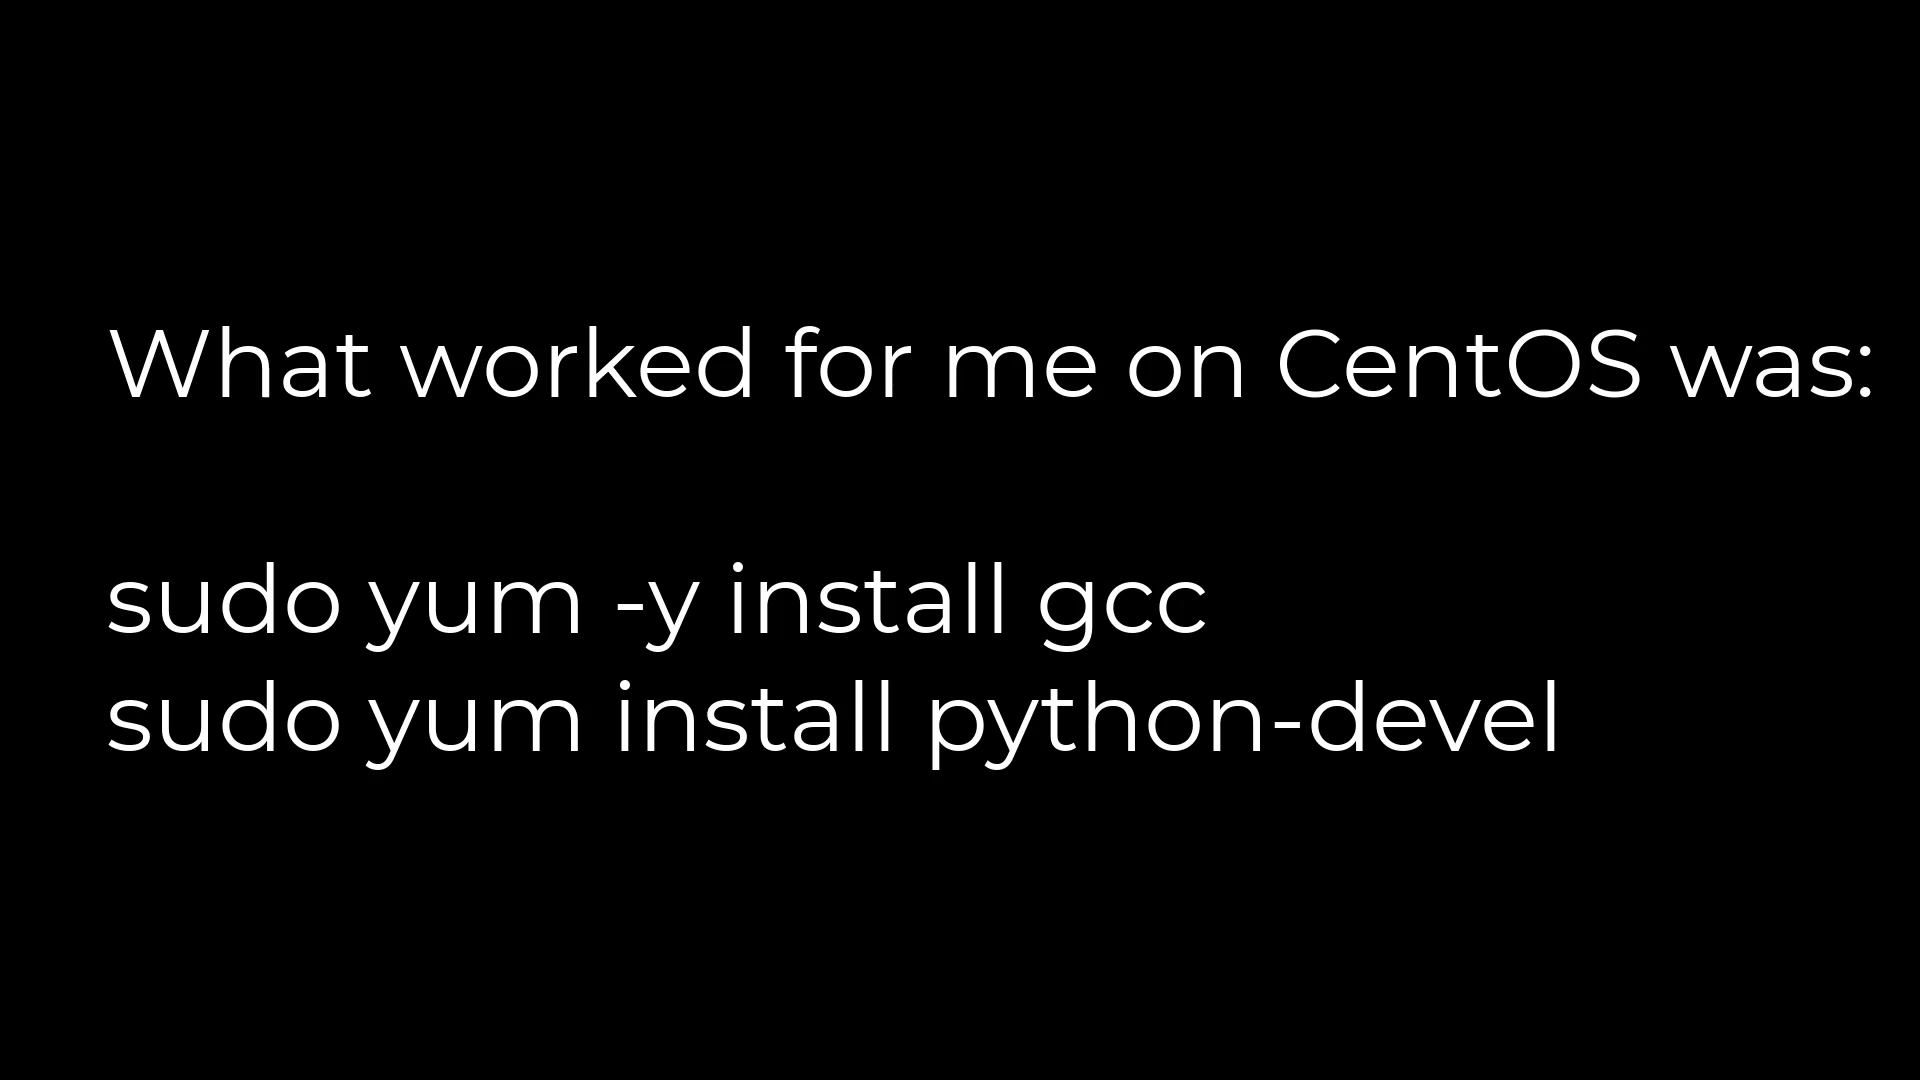 What worked for me on CentOS was:
sudo yum -y install gcc
sudo yum install python-devel